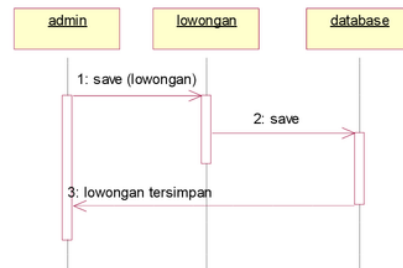 admin
lowongan
database
1: save (lowongan)
2: save
3: lowongan tersimpan